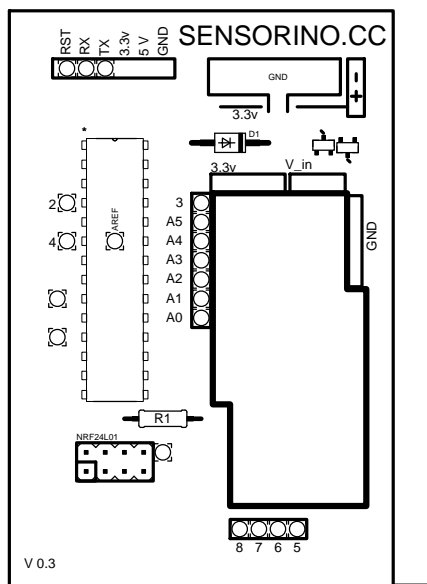 SENSORINO.CC
RST
RX
TX
3.3v
5 V
GND
GND
-
+
3.3v
*
D1
3.3v
V_in
2
4
AREF
3
A5
A4
A3
A2
A1
A0
GND
R1
NRF24L01
8 7 6 5
V 0.3